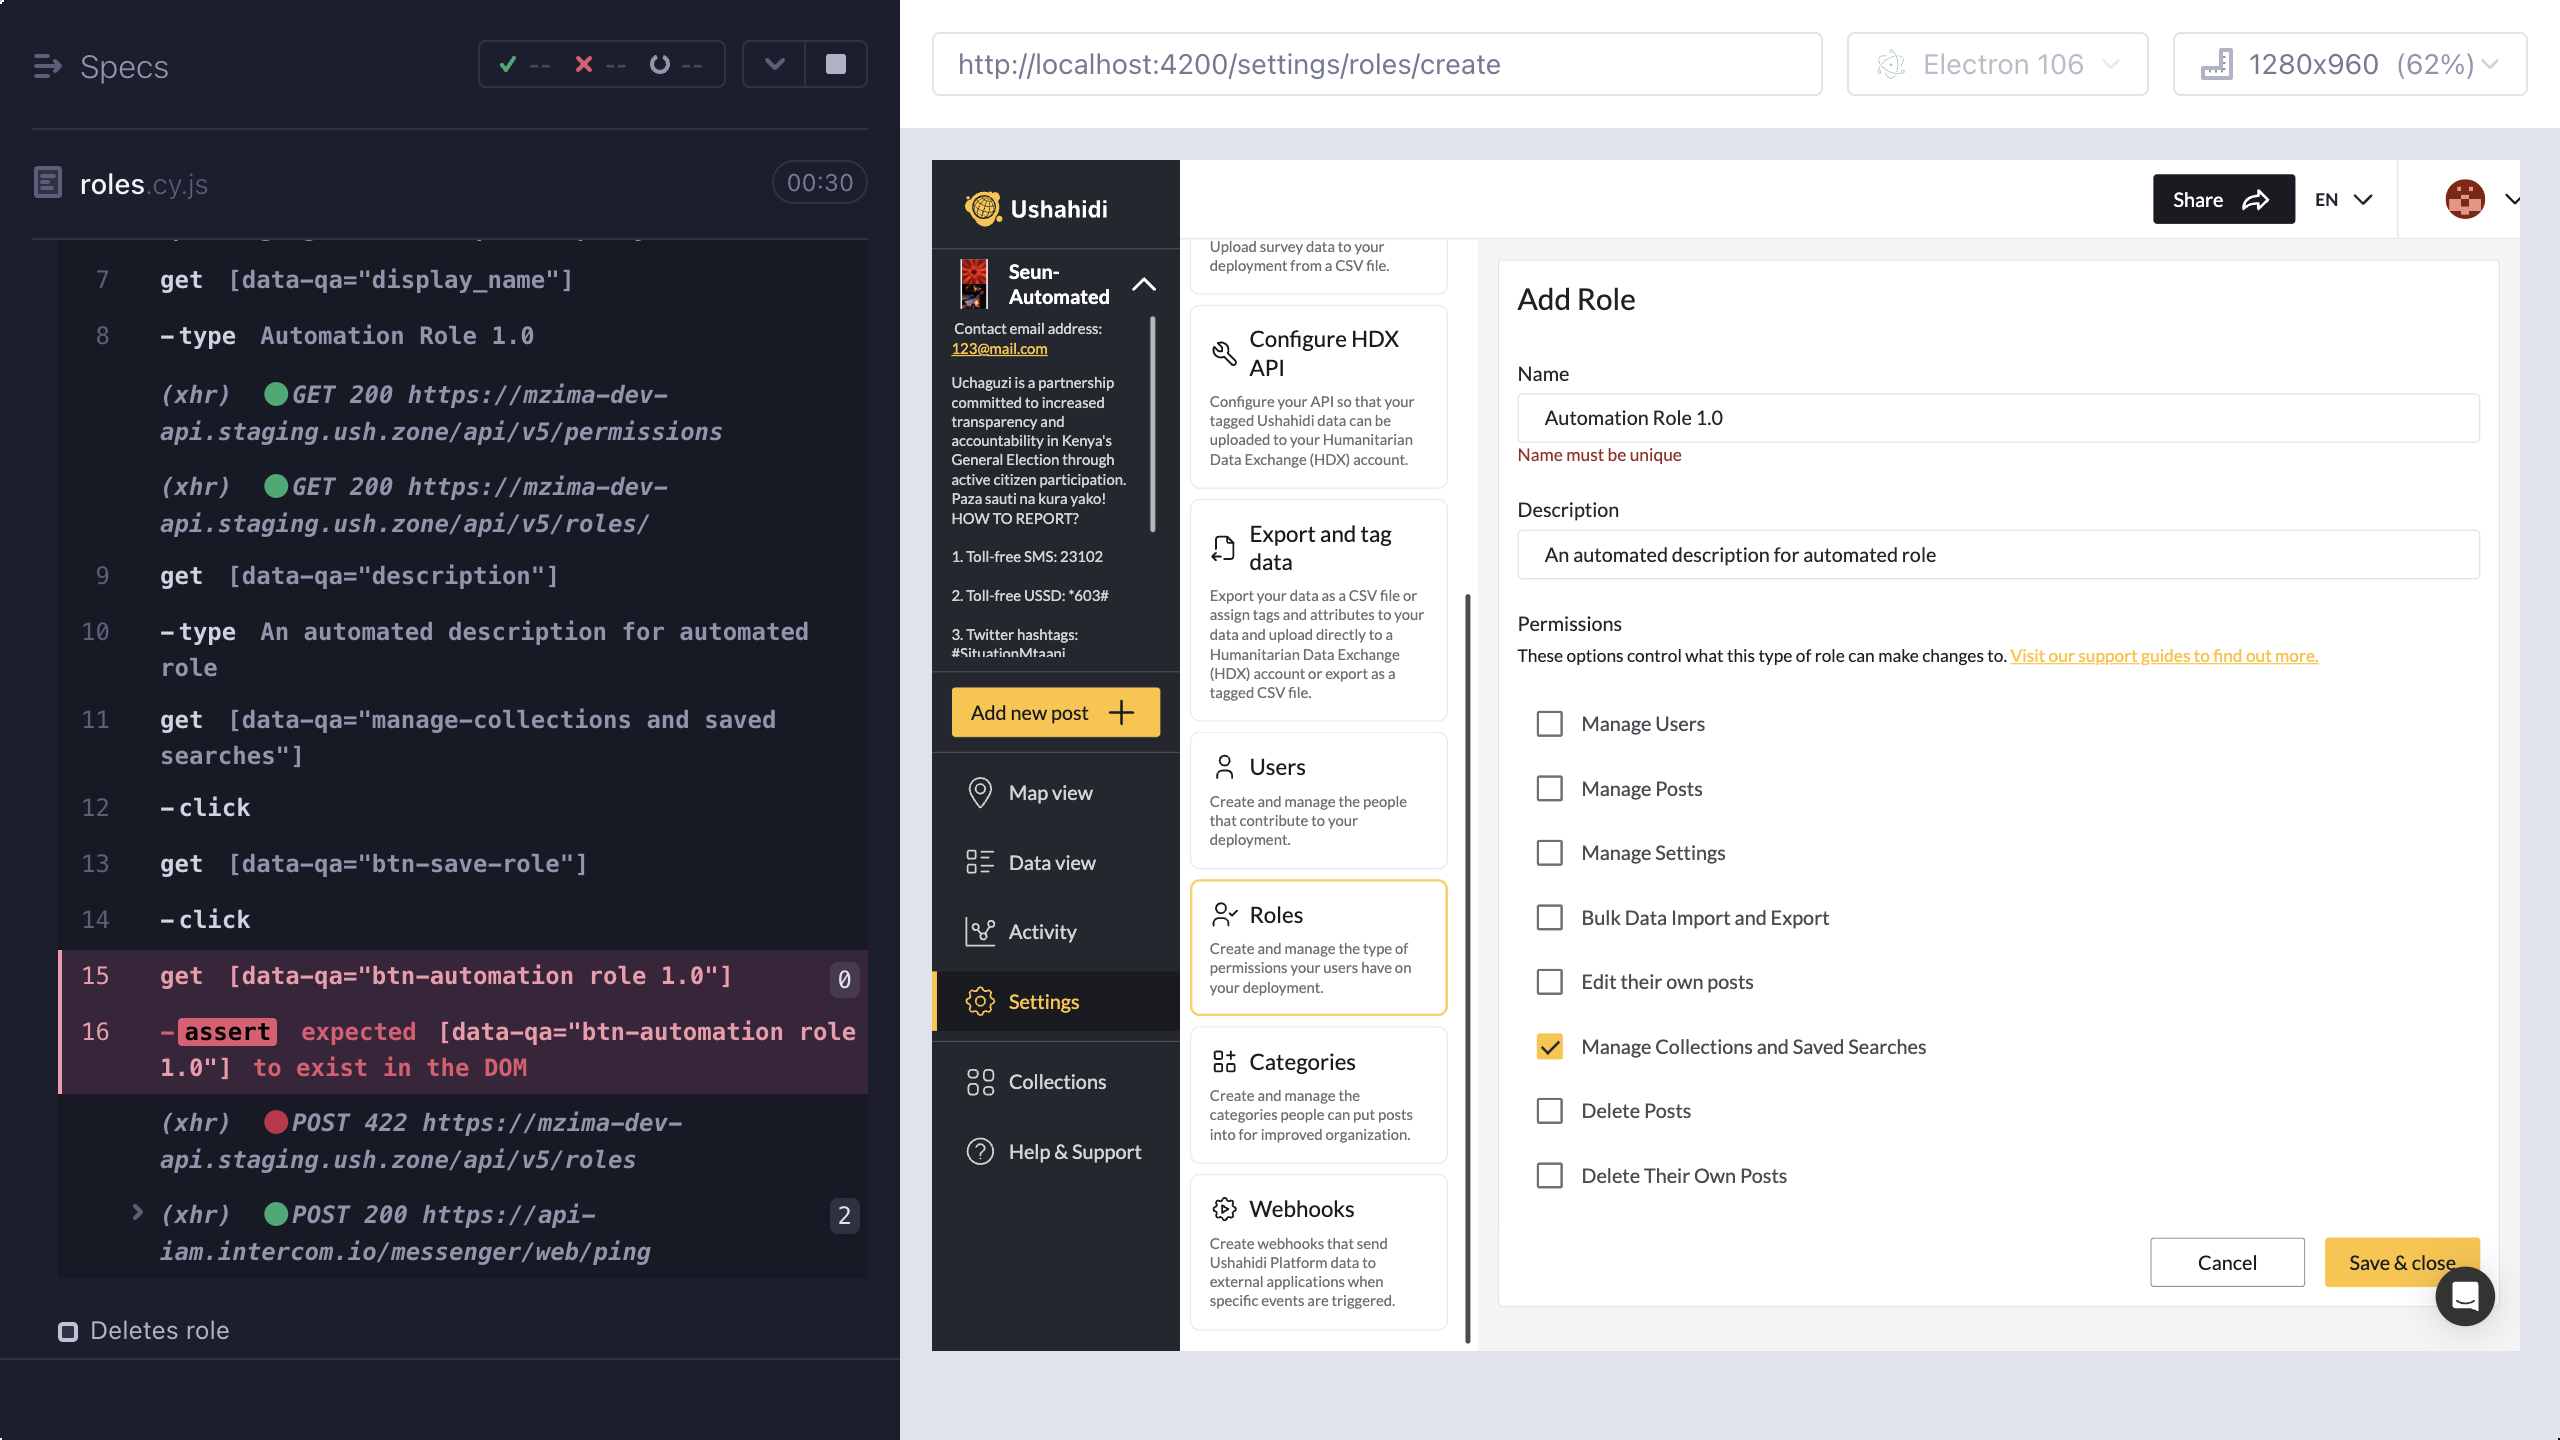 Specs
--
--
--
roles.cy.js
00:30
7 get [data-qa="display_name"]
8 -type Automation Role 1.0
(xhr) GET 200 https://mzima-dev-
api.staging.ush.zone/api/v5/permissions
(xhr) GET 200 https://mzima-dev-
api.staging.ush.zone/api/v5/roles/
9 get [data-qa="description"]
10 -type An automated description for automated
role
11 get [data-qa="manage-collections and saved
searches"]
12 -click
13 get [data-qa="btn-save-role"]
14 -click
15 get [data-qa="btn-automation role 1.0"] 0
16 -assert expected [data-qa="btn-automation role
1.0"] to exist in the DOM
(xhr) POST 422 https://mzima-dev-
api.staging.ush.zone/api/v5/roles
(xhr) POST 200 https://api- 2
iam.intercom.io/messenger/web/ping
Deletes role
http://localhost:4200/settings/roles/create
Electron 106
1280x960 (62%)
Ushahidi
Seun-
Automated
Contact email address:
123@mail.com
Uchaguzi is a partnership
committed to increased
transparency and
accountability in Kenya's
General Election through
active citizen participation.
Paza sauti na kura yako!
HOW TO REPORT?
1. Toll-free SMS: 23102
2. Toll-free USSD: *603#
3. Twitter hashtags:
#SituationMtaani
Add new post
Map view
Data view
Activity
Settings
Collections
Help & Support
Share
EN
Upload survey data to your
deployment from a CSV file.
Configure HDX
API
Configure your API so that your
tagged Ushahidi data can be
uploaded to your Humanitarian
Data Exchange (HDX) account.
Export and tag
data
Export your data as a CSV file or
assign tags and attributes to your
data and upload directly to a
Humanitarian Data Exchange
(HDX) account or export as a
tagged CSV file.
Users
Create and manage the people
that contribute to your
deployment.
Roles
Create and manage the type of
permissions your users have on
your deployment.
Categories
Create and manage the
categories people can put posts
into for improved organization.
Webhooks
Create webhooks that send
Ushahidi Platform data to
external applications when
specific events are triggered.
Add Role
Name
Automation Role 1.0
Name must be unique
Description
An automated description for automated role
Permissions
These options control what this type of role can make changes to. Visit our support guides to find out more.
Manage Users
Manage Posts
Manage Settings
Bulk Data Import and Export
Edit their own posts
Manage Collections and Saved Searches
Delete Posts
Delete Their Own Posts
Cancel
Save & close